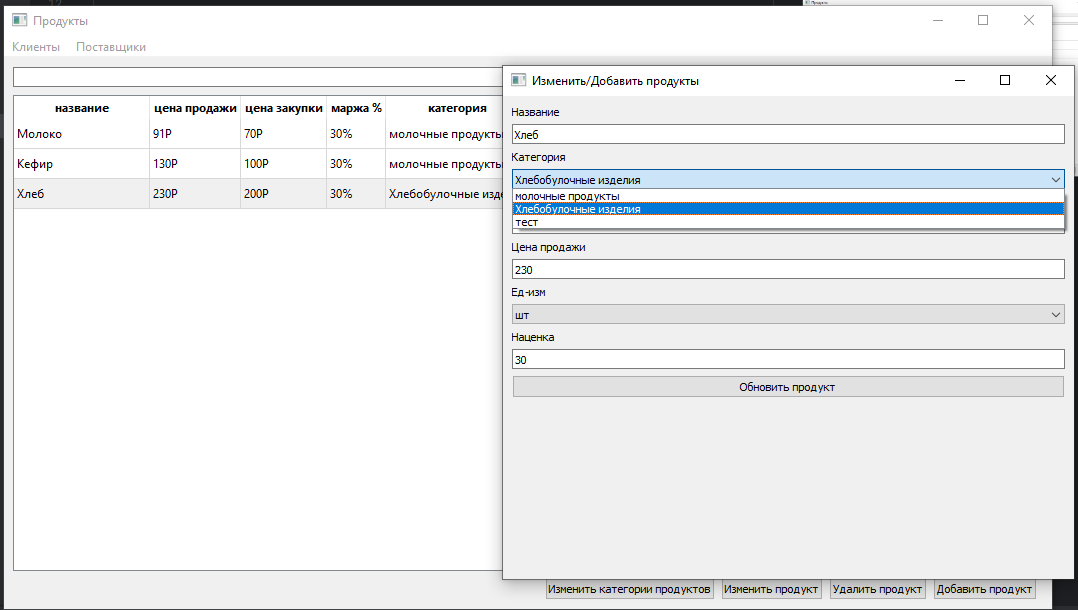 Продукты
Клиенты Поставщики
название цена продажи цена закупки маржа % категория
Молоко 91Р 70Р 30% молочные продукты
Кефир 130Р 100Р 30% молочные продукты
Хлеб 230Р 200Р 30% Хлебобулочные изде
Изменить категории продуктов Изменить продукт Удалить продукт Добавить продукт
Изменить/Добавить продукты
Название
Хлеб
Категория
Хлебобулочные изделия
молочные продукты
Хлебобулочные изделия
тест
Цена продажи
230
Ед-изм
шт
Наценка
30
Обновить продукт